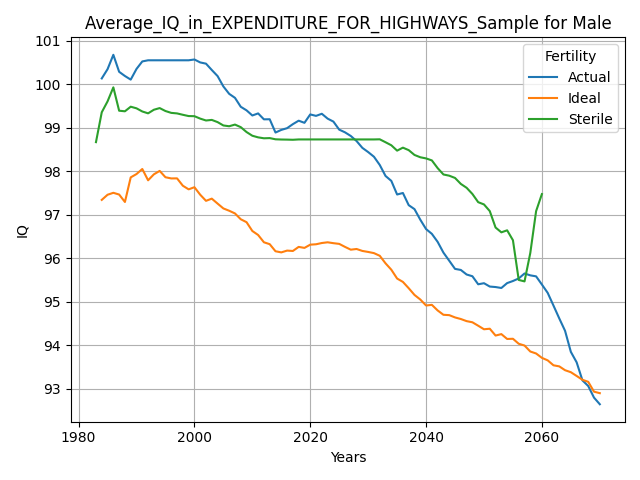 Average_IQ_in_EXPENDITURE_FOR_HIGHWAYS_Sample for Male
101
100
99
98
97
96
95
94
93
IQ
1980
2000
2020
2040
2060
Years
Fertility
Actual
Ideal
Sterile